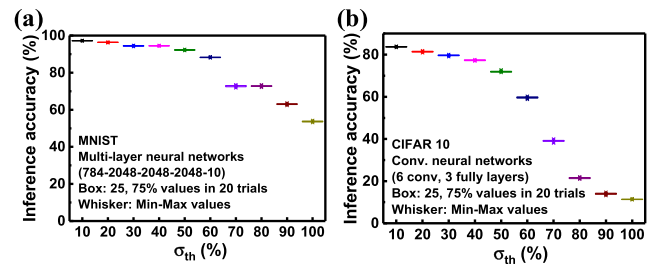 (a)
Inference accuracy (%)
100
80
60
40
20
0
MNIST
Multi-layer neural networks
(784-2048-2048-2048-10)
Box: 25, 75% values in 20 trials
Whisker: Min-Max values
10 20 30 40 50 60 70 80 90 100
σth (%)
(b)
Inference accuracy (%)
80
60
40
20
0
CIFAR 10
Conv. neural networks
(6 conv, 3 fully layers)
Box: 25, 75% values in 20 trials
Whisker: Min-Max values
10 20 30 40 50 60 70 80 90 100
σth (%)